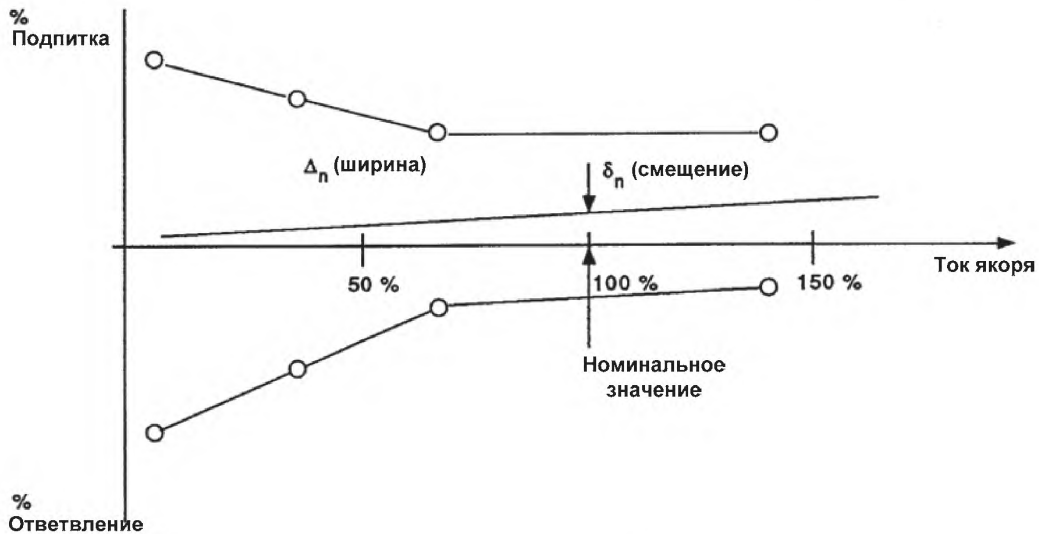 %
Подпитка
Δn (ширина)
δn (смещение)
50 %
100 %
150 %
Ток якоря
Номинальное
значение
%
Ответвление